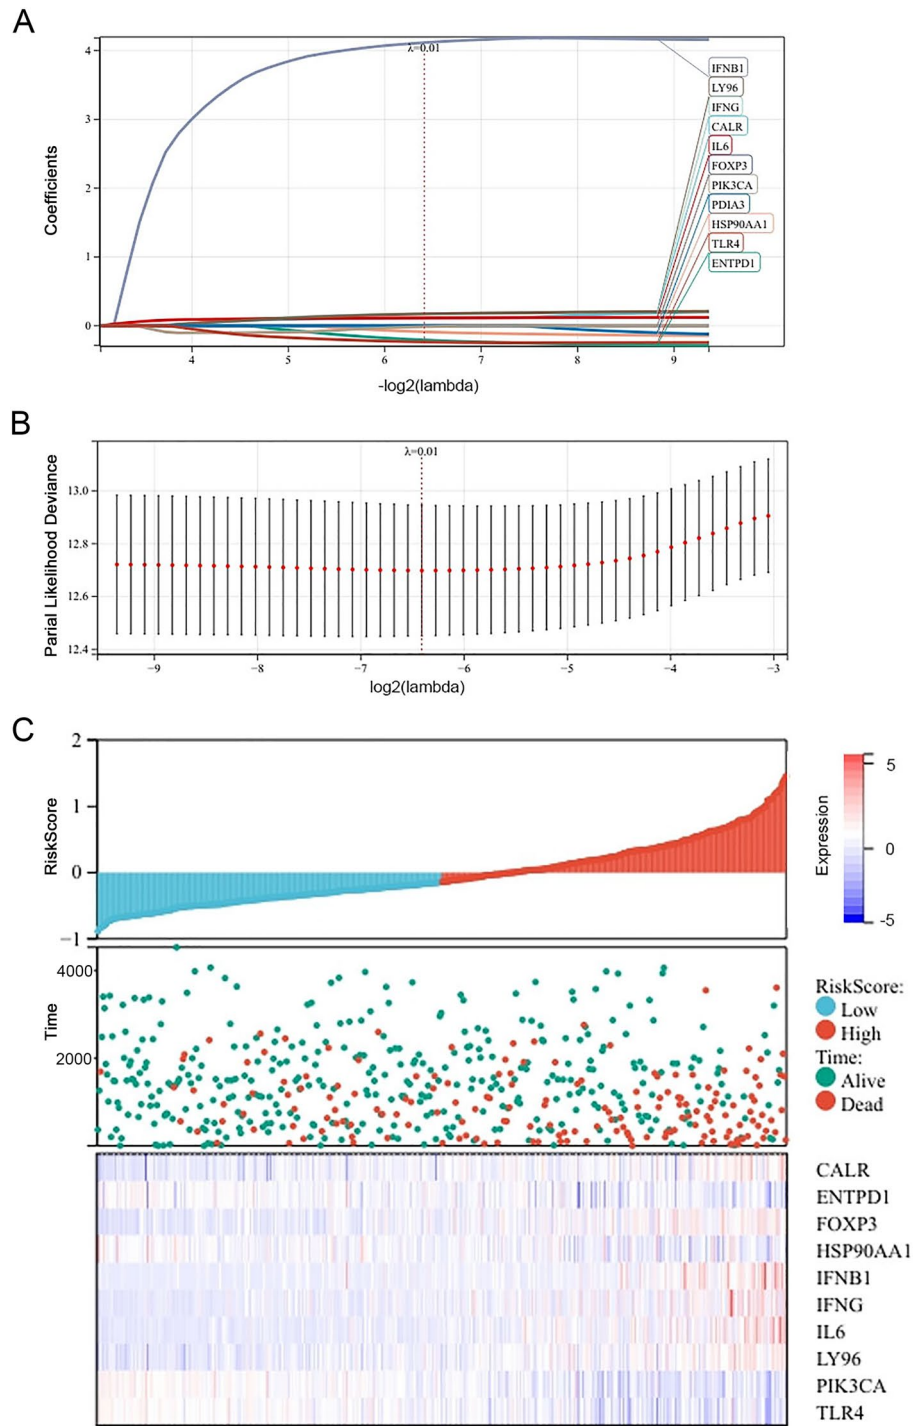 A
λ=0.01
4
3
2
1
0
Coefficients
IFNB1
LY96
IFNG
CALR
IL6
FOXP3
PIK3CA
PDIA3
HSP90AA1
TLR4
ENTPD1
4 5 6 7 8 9
-log2(lambda)
B
λ=0.01
13.0
12.8
12.6
12.4
Parial Likelihood Deviance
−9 −8 −7 −6 −5 −4 −3
log2(lambda)
C
2
1
0
−1
RiskScore
Expression
5
0
-5
4000
2000
Time
RiskScore:
Low
High
Time:
Alive
Dead
CALR
ENTPD1
FOXP3
HSP90AA1
IFNB1
IFNG
IL6
LY96
PIK3CA
TLR4